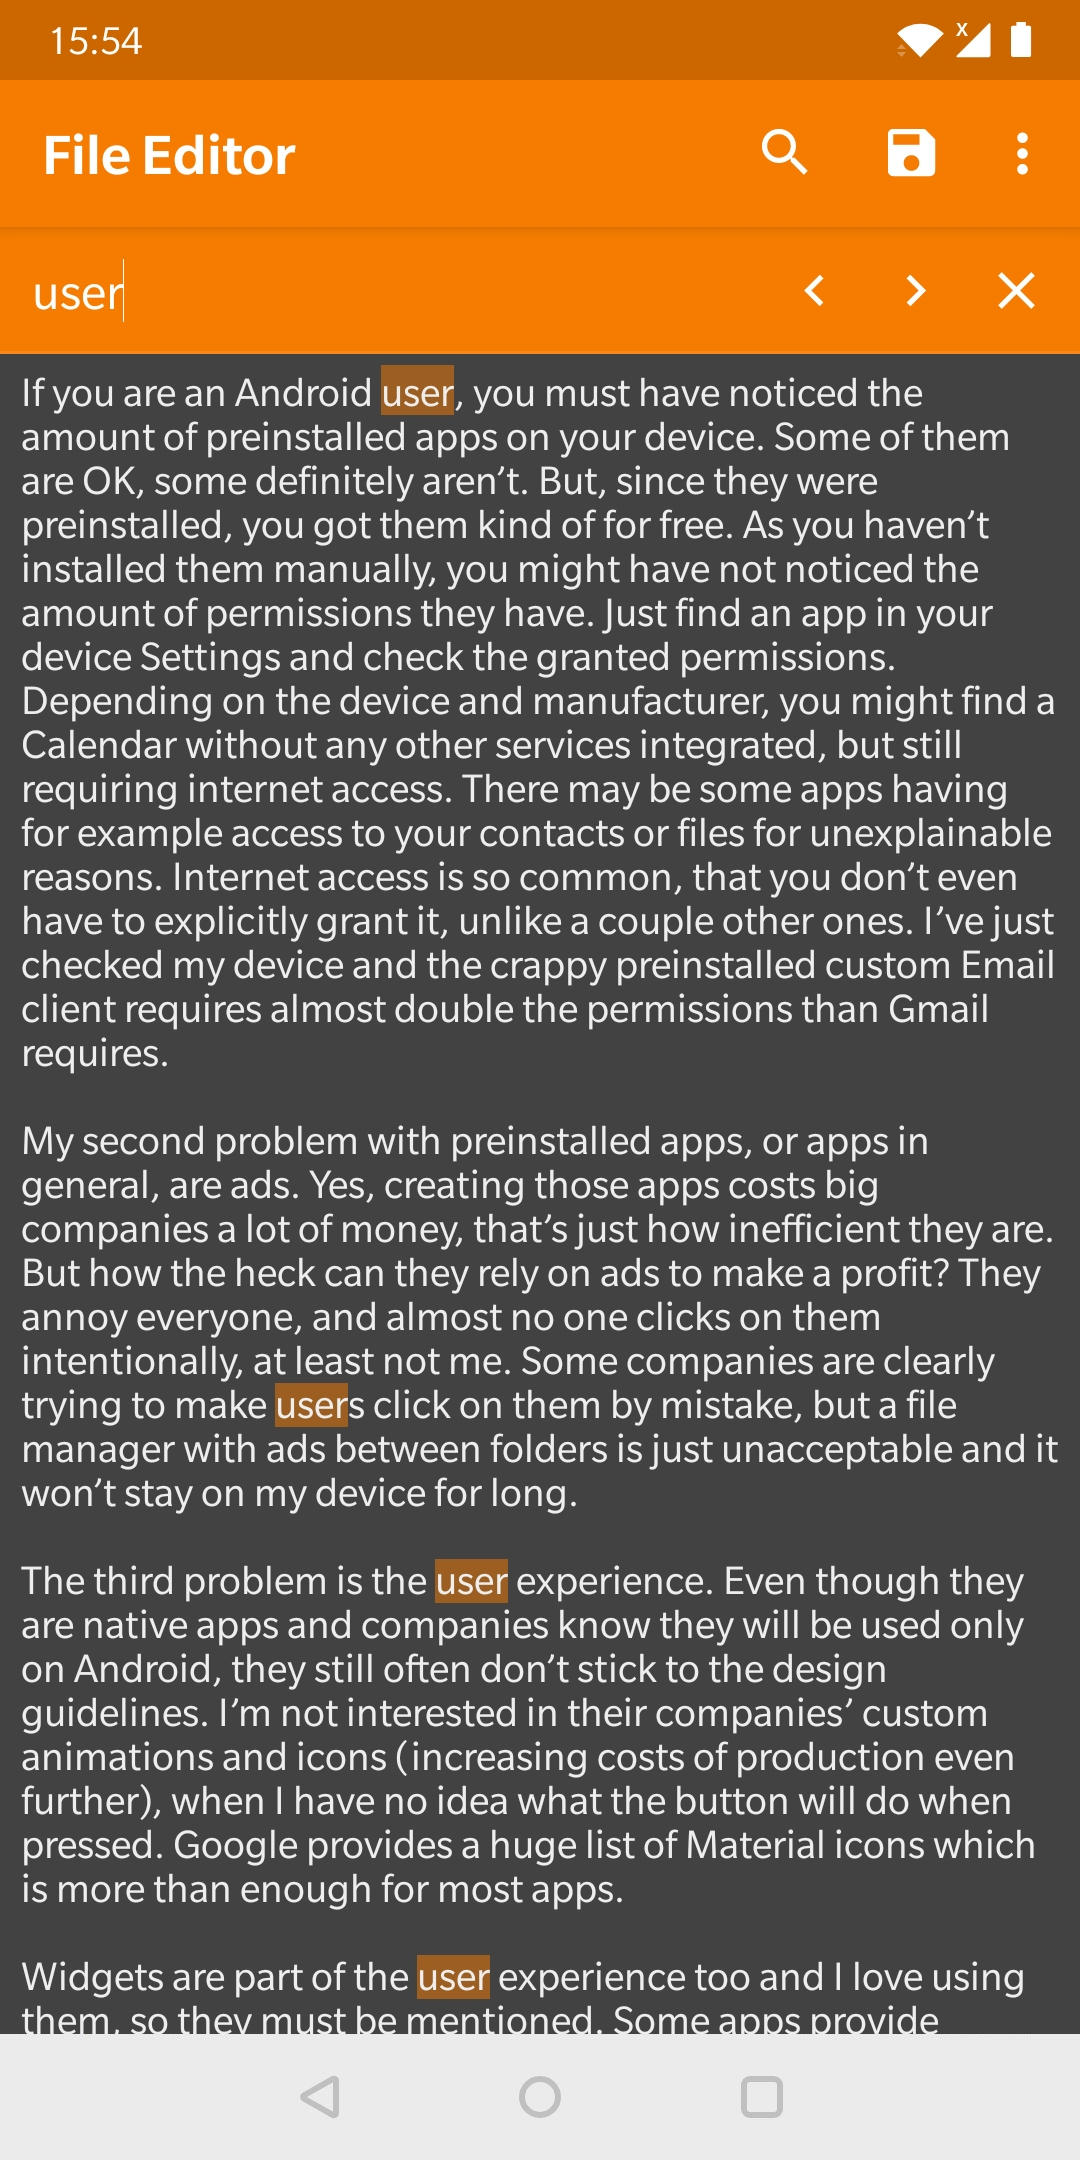 15:54
File Editor
user
If you are an Android user, you must have noticed the
amount of preinstalled apps on your device. Some of them
are OK, some definitely aren’t. But, since they were
preinstalled, you got them kind of for free. As you haven’t
installed them manually, you might have not noticed the
amount of permissions they have. Just find an app in your
device Settings and check the granted permissions.
Depending on the device and manufacturer, you might find a
Calendar without any other services integrated, but still
requiring internet access. There may be some apps having
for example access to your contacts or files for unexplainable
reasons. Internet access is so common, that you don’t even
have to explicitly grant it, unlike a couple other ones. I’ve just
checked my device and the crappy preinstalled custom Email
client requires almost double the permissions than Gmail
requires.
My second problem with preinstalled apps, or apps in
general, are ads. Yes, creating those apps costs big
companies a lot of money, that’s just how inefficient they are.
But how the heck can they rely on ads to make a profit? They
annoy everyone, and almost no one clicks on them
intentionally, at least not me. Some companies are clearly
trying to make users click on them by mistake, but a file
manager with ads between folders is just unacceptable and it
won’t stay on my device for long.
The third problem is the user experience. Even though they
are native apps and companies know they will be used only
on Android, they still often don’t stick to the design
guidelines. I’m not interested in their companies’ custom
animations and icons (increasing costs of production even
further), when I have no idea what the button will do when
pressed. Google provides a huge list of Material icons which
is more than enough for most apps.
Widgets are part of the user experience too and I love using
them, so they must be mentioned. Some apps provide